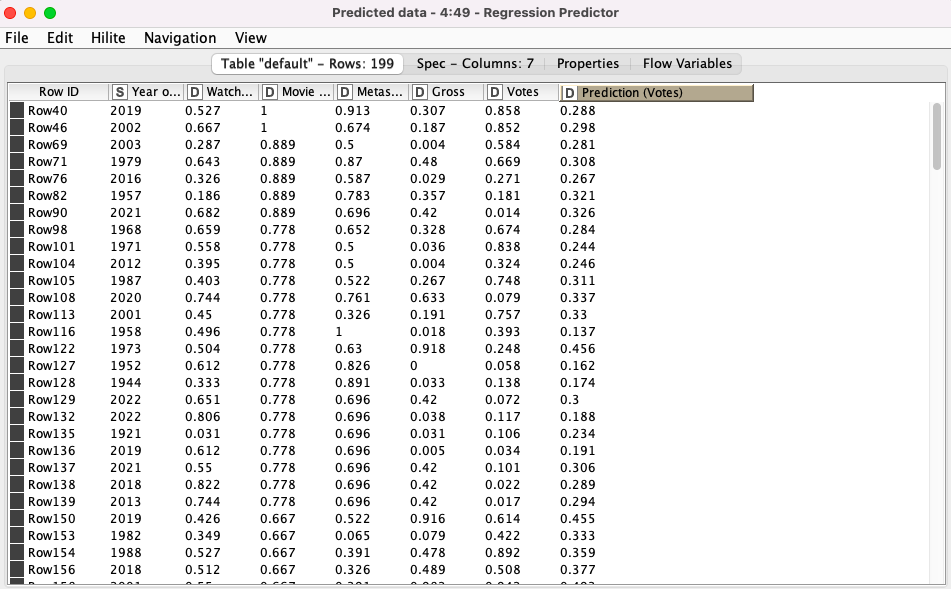 Predicted data - 4:49 - Regression Predictor
File Edit Hilite Navigation View
Table "default" - Rows: 199 Spec - Columns: 7 Properties Flow Variables
Row ID S Year o... D Watch... D Movie ... D Metas... D Gross D Votes D Prediction (Votes)
Row40 2019 0.527 1 0.913 0.307 0.858 0.288
Row46 2002 0.667 1 0.674 0.187 0.852 0.298
Row69 2003 0.287 0.889 0.5 0.004 0.584 0.281
Row71 1979 0.643 0.889 0.87 0.48 0.669 0.308
Row76 2016 0.326 0.889 0.587 0.029 0.271 0.267
Row82 1957 0.186 0.889 0.783 0.357 0.181 0.321
Row90 2021 0.682 0.889 0.696 0.42 0.014 0.326
Row98 1968 0.659 0.778 0.652 0.328 0.674 0.284
Row101 1971 0.558 0.778 0.5 0.036 0.838 0.244
Row104 2012 0.395 0.778 0.5 0.004 0.324 0.246
Row105 1987 0.403 0.778 0.522 0.267 0.748 0.311
Row108 2020 0.744 0.778 0.761 0.633 0.079 0.337
Row113 2001 0.45 0.778 0.326 0.191 0.757 0.33
Row116 1958 0.496 0.778 1 0.018 0.393 0.137
Row122 1973 0.504 0.778 0.63 0.918 0.248 0.456
Row127 1952 0.612 0.778 0.826 0 0.058 0.162
Row128 1944 0.333 0.778 0.891 0.033 0.138 0.174
Row129 2022 0.651 0.778 0.696 0.42 0.072 0.3
Row132 2022 0.806 0.778 0.696 0.038 0.117 0.188
Row135 1921 0.031 0.778 0.696 0.031 0.106 0.234
Row136 2019 0.612 0.778 0.696 0.005 0.034 0.191
Row137 2021 0.55 0.778 0.696 0.42 0.101 0.306
Row138 2018 0.822 0.778 0.696 0.42 0.022 0.289
Row139 2013 0.744 0.778 0.696 0.42 0.017 0.294
Row150 2019 0.426 0.667 0.522 0.916 0.614 0.455
Row153 1982 0.349 0.667 0.065 0.079 0.422 0.333
Row154 1988 0.527 0.667 0.391 0.478 0.892 0.359
Row156 2018 0.512 0.667 0.326 0.489 0.508 0.377